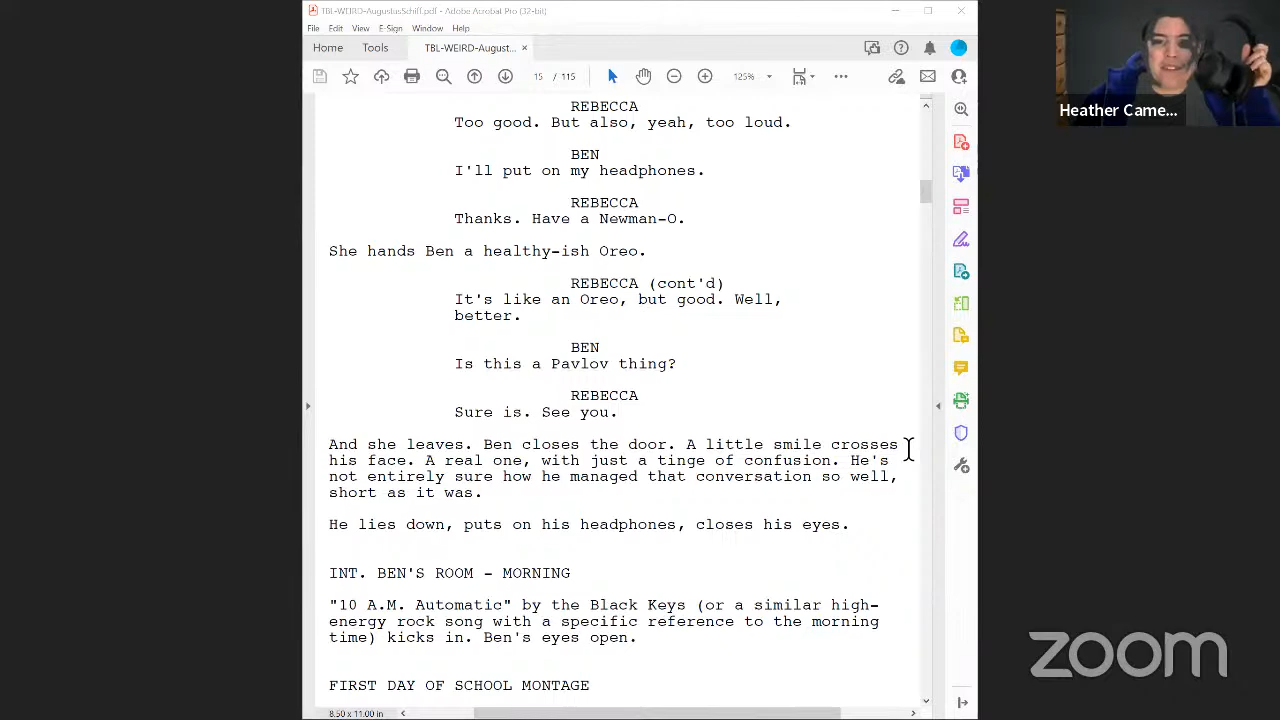 TBL-WEIRD-AugustusSchiff.pdf - Adobe Acrobat Pro (32-bit)
File Edit View E-Sign Window Help
Home Tools TBL-WEIRD-August... ×
15 / 115 125%
REBECCA
Too good. But also, yeah, too loud.
BEN
I'll put on my headphones.
REBECCA
Thanks. Have a Newman-O.
She hands Ben a healthy-ish Oreo.
REBECCA (cont'd)
It's like an Oreo, but good. Well,
better.
BEN
Is this a Pavlov thing?
REBECCA
Sure is. See you.
And she leaves. Ben closes the door. A little smile crosses
his face. A real one, with just a tinge of confusion. He's
not entirely sure how he managed that conversation so well,
short as it was.
He lies down, puts on his headphones, closes his eyes.
INT. BEN'S ROOM - MORNING
"10 A.M. Automatic" by the Black Keys (or a similar high-
energy rock song with a specific reference to the morning
time) kicks in. Ben's eyes open.
FIRST DAY OF SCHOOL MONTAGE
8.50 x 11.00 in
Heather Came...
zoom